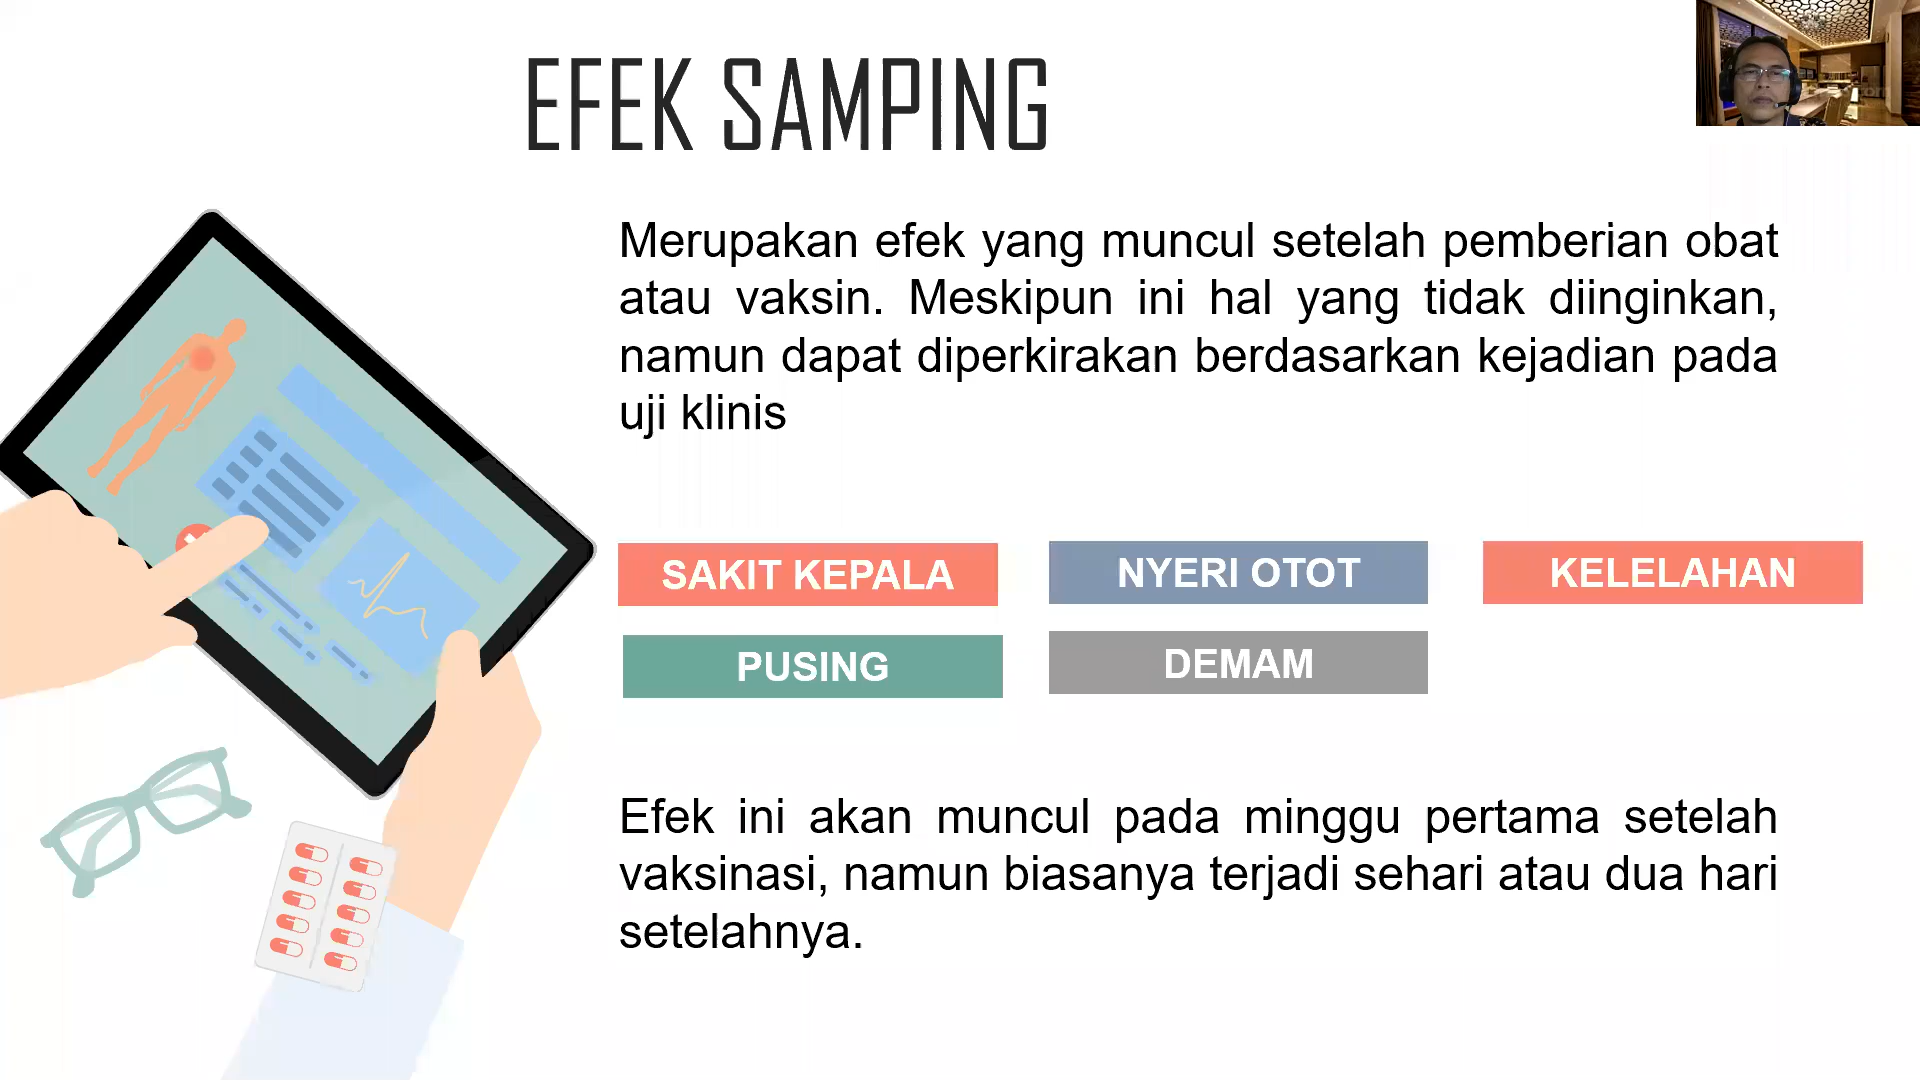 EFEK SAMPING
Merupakan efek yang muncul setelah pemberian obat
atau vaksin. Meskipun ini hal yang tidak diinginkan,
namun dapat diperkirakan berdasarkan kejadian pada
uji klinis
SAKIT KEPALA
NYERI OTOT
KELELAHAN
PUSING
DEMAM
Efek ini akan muncul pada minggu pertama setelah
vaksinasi, namun biasanya terjadi sehari atau dua hari
setelahnya.